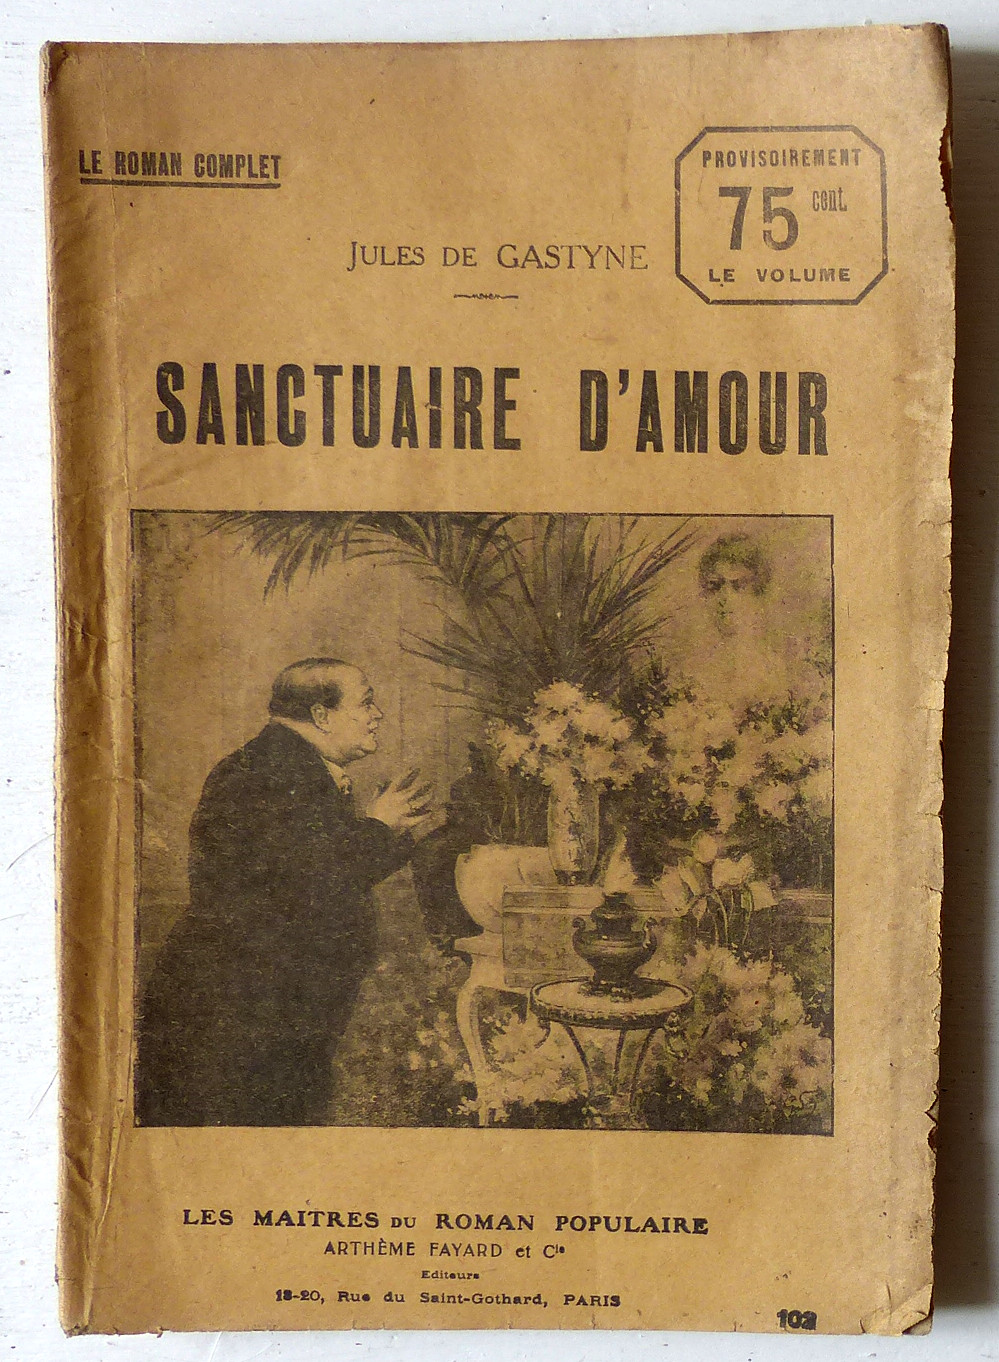 LE ROMAN COMPLET
PROVISOIREMENT
75 cent.
LE VOLUME
JULES DE GASTYNE
SANCTUAIRE D'AMOUR
LES MAITRES DU ROMAN POPULAIRE
ARTHÈME FAYARD et Cie
Editeurs
18-20, Rue du Saint-Gothard, PARIS
102